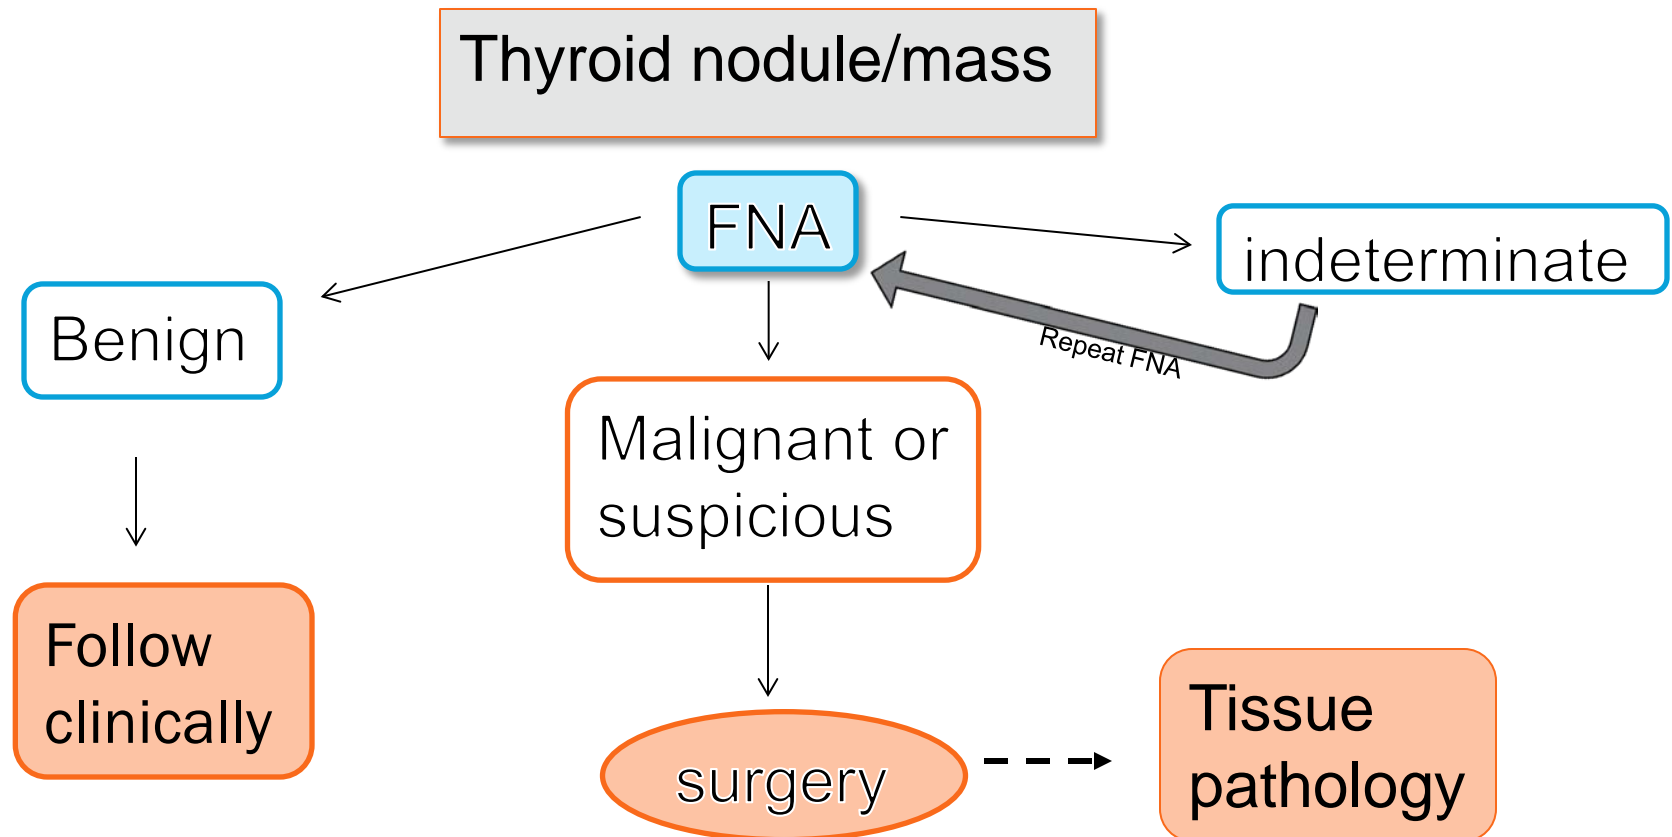 Thyroid nodule/mass
FNA
indeterminate
Repeat FNA
Benign
Malignant or
suspicious
Follow
clinically
surgery
Tissue
pathology